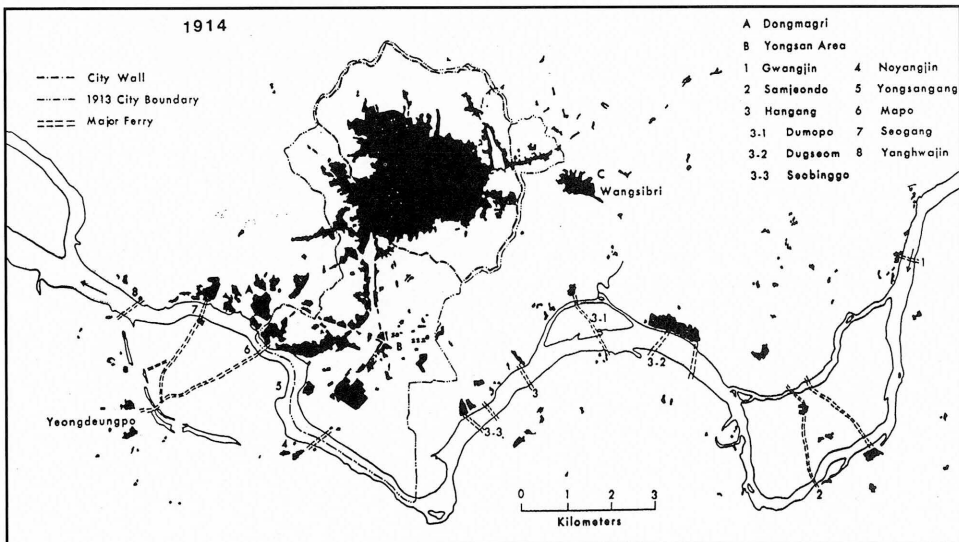 1914
City Wall
1913 City Boundary
Major Ferry
A Dongmagri
B Yongsan Area
1 Gwangjin
2 Samjeondo
3 Hangang
3-1 Dumopo
3-2 Dugseom
3-3 Seobinggo
4 Noyangjin
5 Yongsangang
6 Mapo
7 Seogang
8 Yanghwajin
C
Wangsibri
1
8
A
7
3-1
B
6
3-2
5
3
Yeongdeungpo
4
3-3
2
0 1 2 3
Kilometers